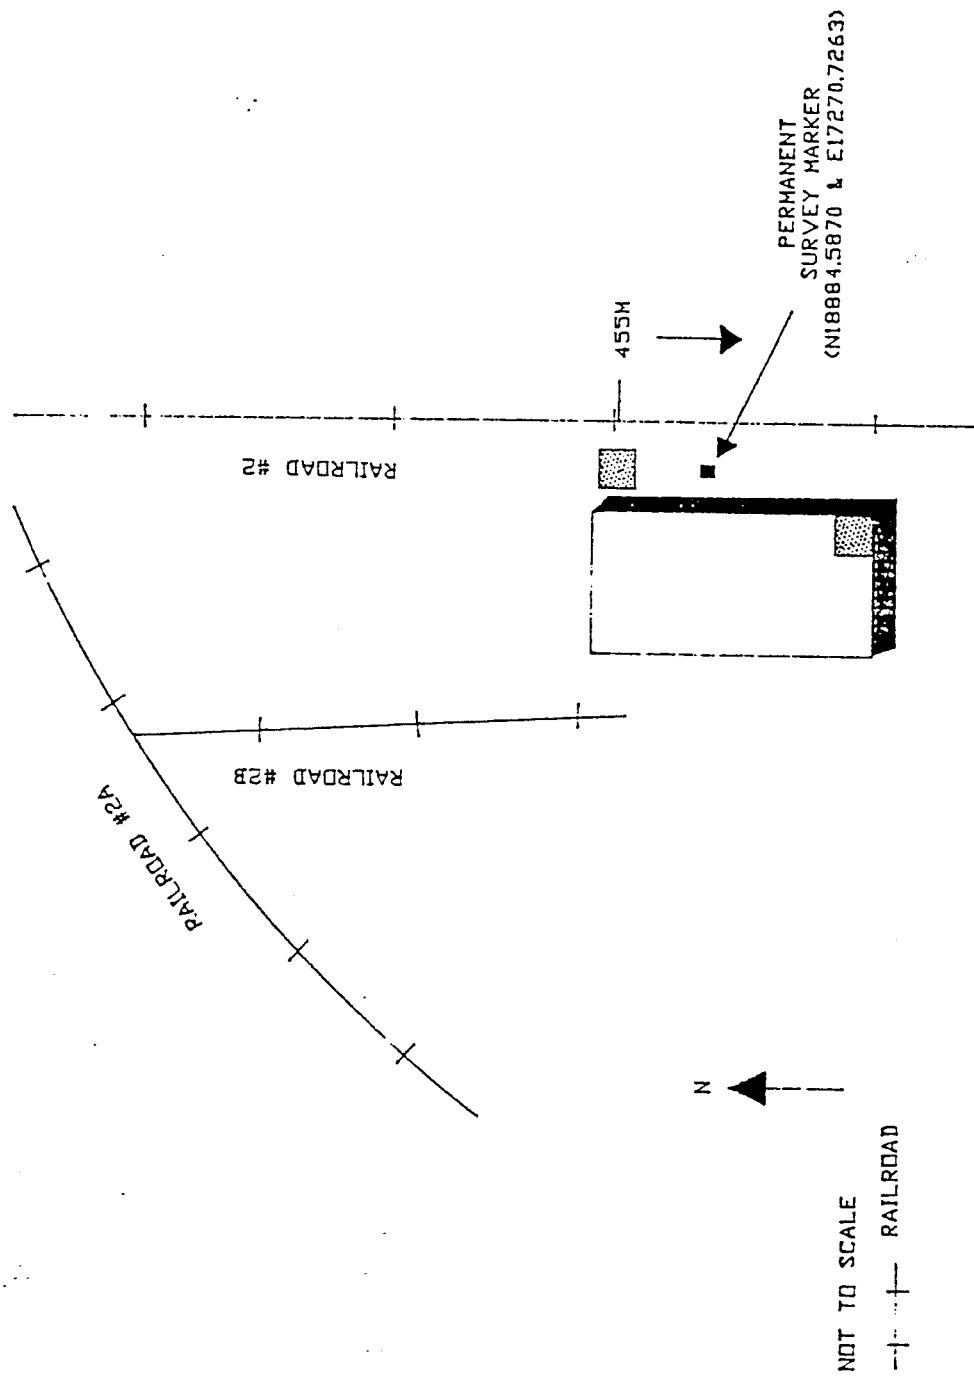 RAILROAD #2
RAILROAD #2A
RAILROAD #2B
455M
PERMANENT
SURVEY MARKER
(N18884.5870 & E17270.7263)
N
NOT TO SCALE
RAILROAD